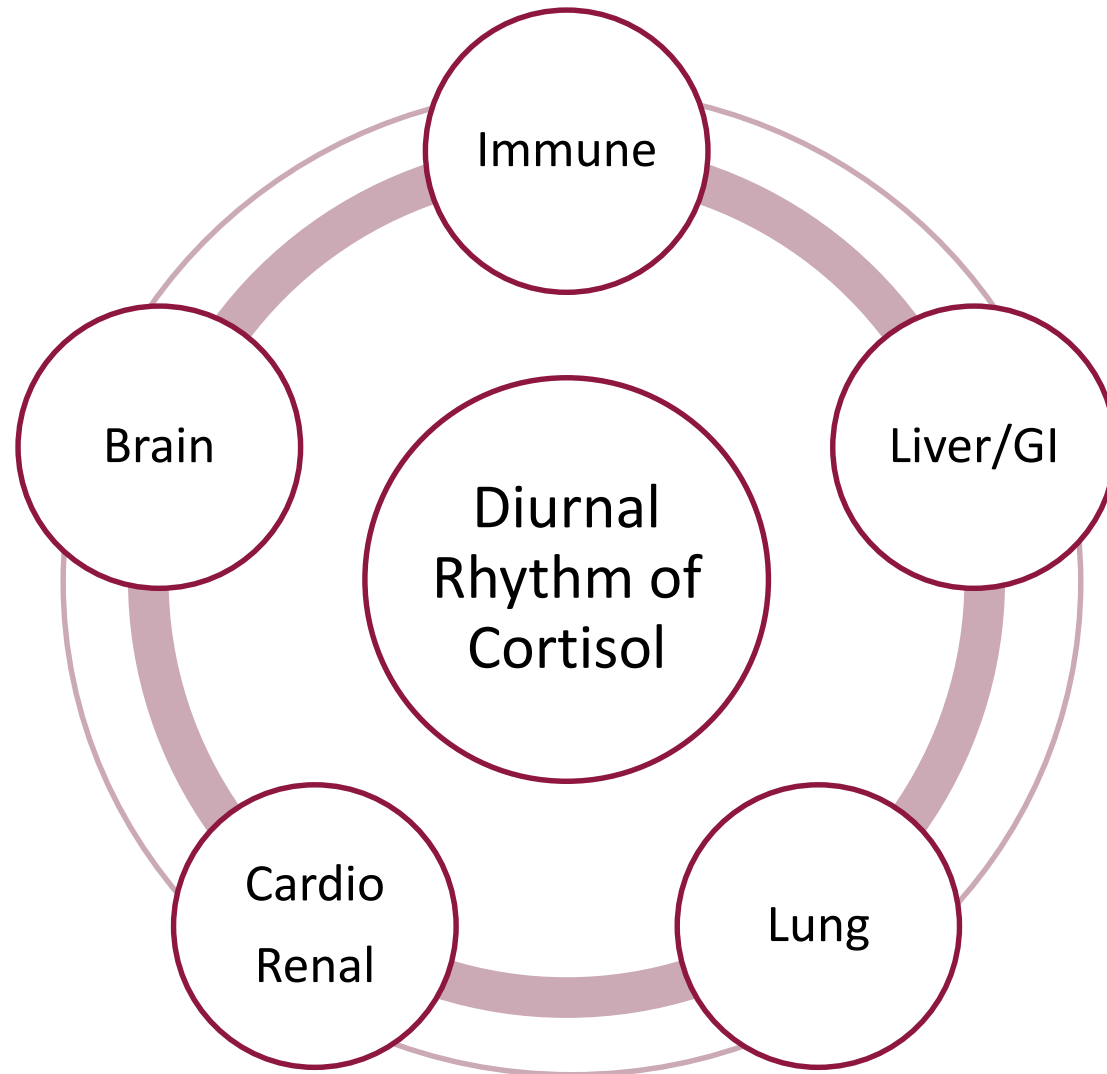 Immune
Brain
Liver/GI
Diurnal
Rhythm of
Cortisol
Cardio
Renal
Lung